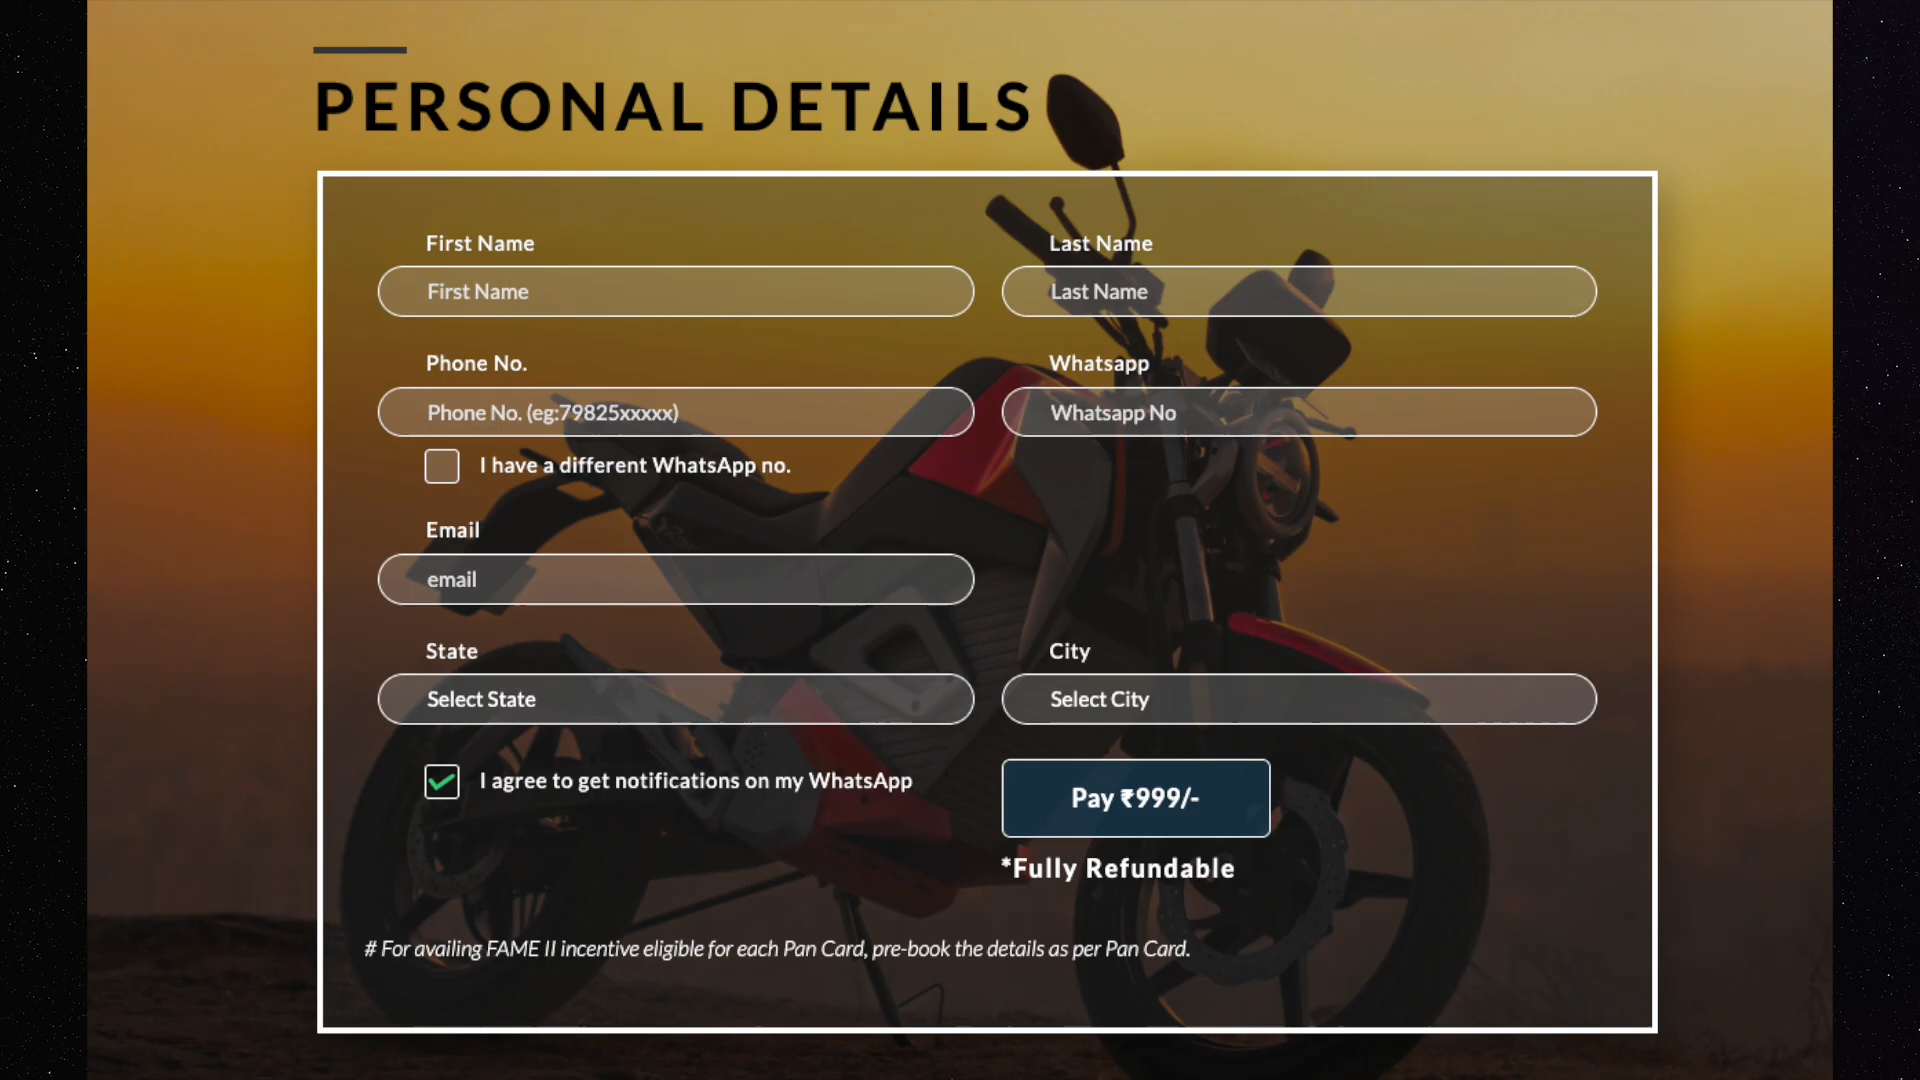 PERSONAL DETAILS
First Name
Last Name
First Name
Last Name
Phone No.
Whatsapp
Phone No. (eg:79825xxxxx)
Whatsapp No
I have a different WhatsApp no.
Email
email
State
City
Select State
Select City
I agree to get notifications on my WhatsApp
Pay ₹999/-
*Fully Refundable
# For availing FAME II incentive eligible for each Pan Card, pre-book the details as per Pan Card.